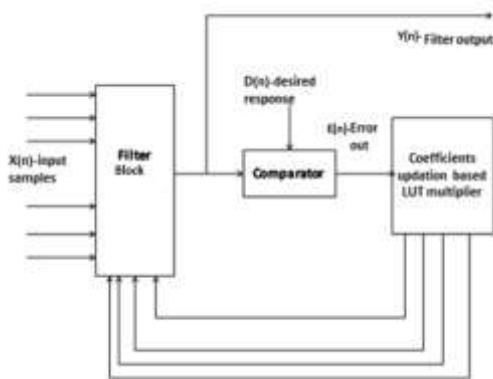 Y(n)- Filter output
D(n)-desired
response
E(n)-Error
out
X(n)-input
samples
Filter
Block
Comparator
Coefficients
updation based
LUT multiplier